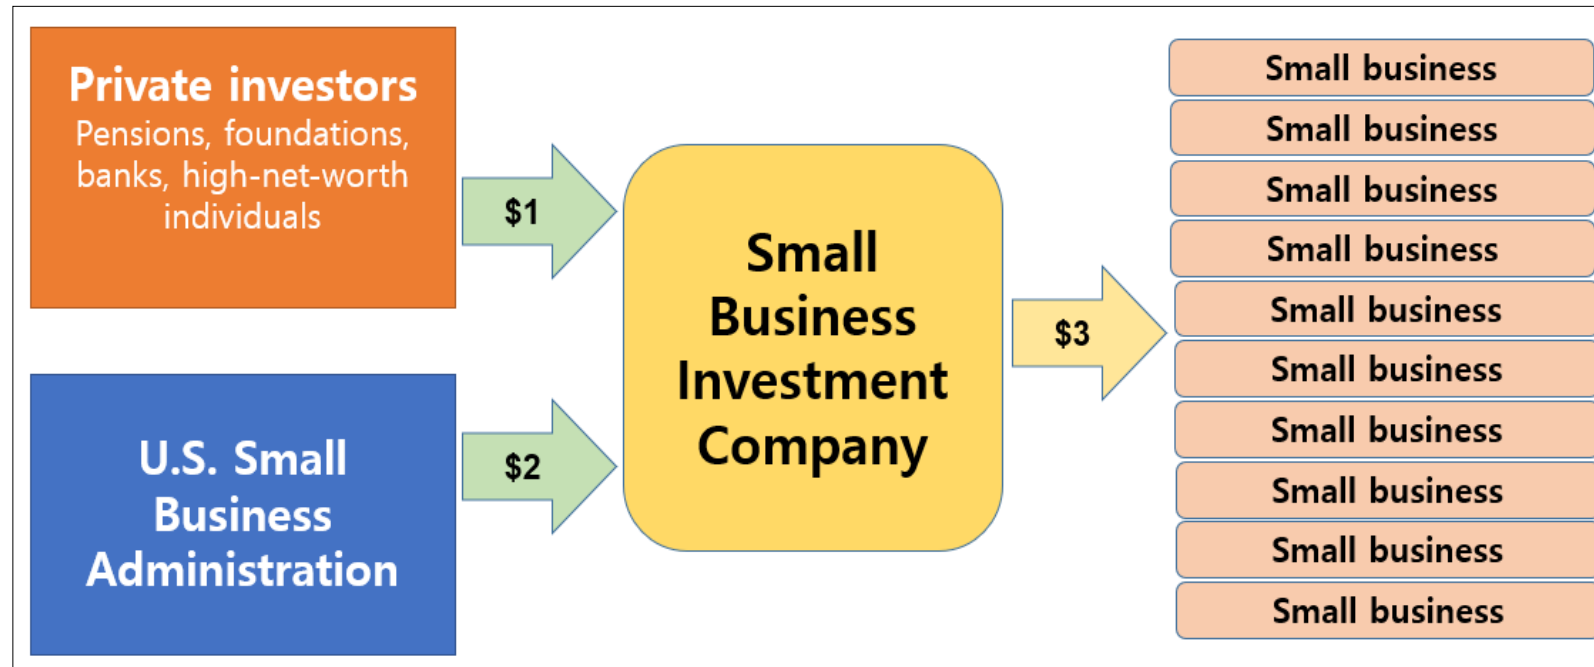 Private investors
Pensions, foundations,
banks, high-net-worth
individuals
$1
U.S. Small
Business
Administration
$2
Small
Business
Investment
Company
$3
Small business
Small business
Small business
Small business
Small business
Small business
Small business
Small business
Small business
Small business